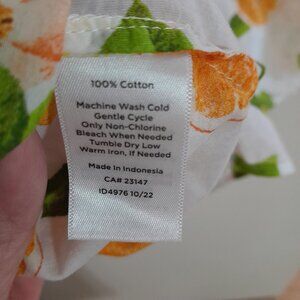 100% Cotton
Machine Wash Cold
Gentle Cycle
Only Non-Chlorine
Bleach When Needed
Tumble Dry Low
Warm iron, if Needed
Made in Indonesia
CA# 23147
ID4976 10/22